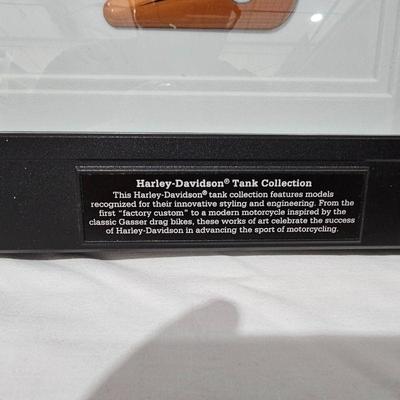 Harley-Davidson® Tank Collection
This Harley-Davidson® tank collection features models
recognized for their innovative styling and engineering. From the
first "factory custom" to a modern motorcycle inspired by the
classic Gasser drag bikes, these works of art celebrate the success
of Harley-Davidson in advancing the sport of motorcycling.